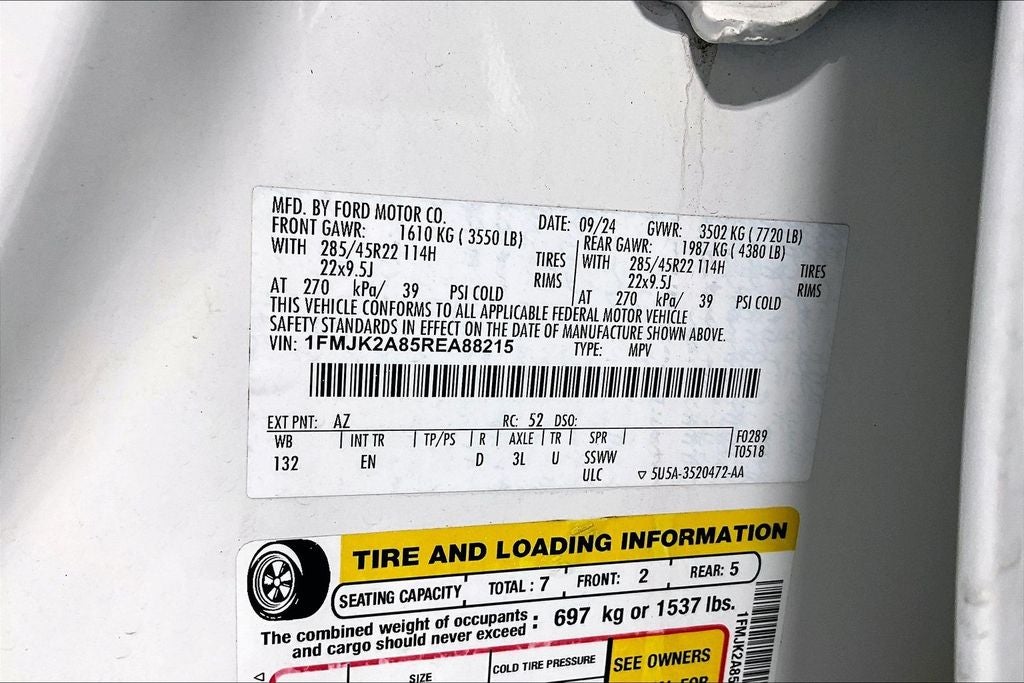 MFD. BY FORD MOTOR CO. DATE: 09/24 GVWR: 3502 KG ( 7720 LB)
FRONT GAWR: 1610 KG ( 3550 LB) REAR GAWR: 1987 KG ( 4380 LB)
WITH 285/45R22 114H TIRES WITH 285/45R22 114H TIRES
22x9.5J RIMS 22x9.5J RIMS
AT 270 kPa/ 39 PSI COLD AT 270 kPa/ 39 PSI COLD
THIS VEHICLE CONFORMS TO ALL APPLICABLE FEDERAL MOTOR VEHICLE
SAFETY STANDARDS IN EFFECT ON THE DATE OF MANUFACTURE SHOWN ABOVE.
VIN: 1FMJK2A85REA88215 TYPE: MPV
EXT PNT: AZ RC: 52 DSO:
WB INT TR TP/PS R AXLE TR SPR F0289
132 EN D 3L U SSWW T0518
ULC 5U5A-3520472-AA
TIRE AND LOADING INFORMATION
SEATING CAPACITY TOTAL : 7 FRONT: 2 REAR: 5
The combined weight of occupants and cargo should never exceed : 697 kg or 1537 lbs.
SIZE COLD TIRE PRESSURE SEE OWNERS
FOR
1FMJK2A85